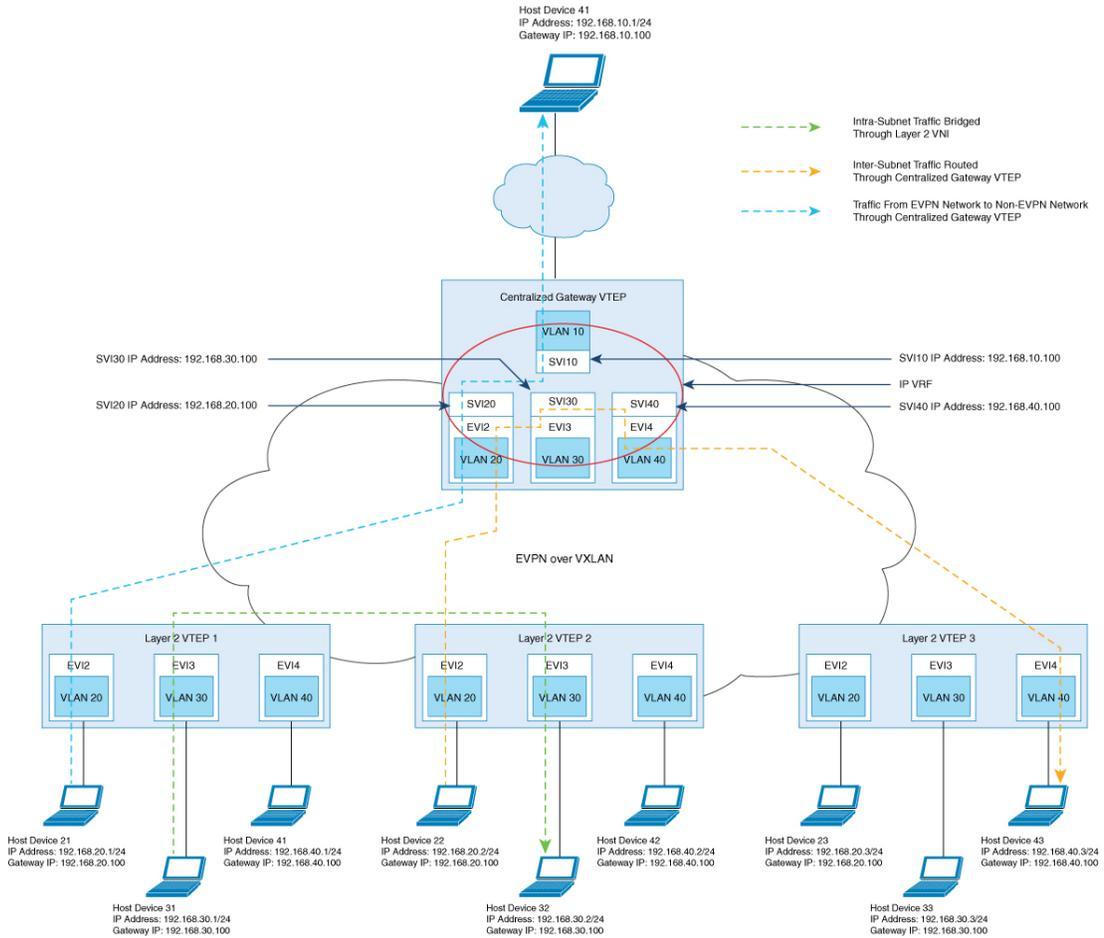 Host Device 41
IP Address: 192.168.10.1/24
Gateway IP: 192.168.10.100
Intra-Subnet Traffic Bridged
Through Layer 2 VNI
Inter-Subnet Traffic Routed
Through Centralized Gateway VTEP
Traffic From EVPN Network to Non-EVPN Network
Through Centralized Gateway VTEP
Centralized Gateway VTEP
VLAN 10
SVI10
SVI30 IP Address: 192.168.30.100
SVI10 IP Address: 192.168.10.100
IP VRF
SVI20 IP Address: 192.168.20.100
SVI40 IP Address: 192.168.40.100
SVI20
SVI30
SVI40
EVI2
EVI3
EVI4
VLAN 20
VLAN 30
VLAN 40
EVPN over VXLAN
Layer 2 VTEP 1
EVI2
EVI3
EVI4
VLAN 20
VLAN 30
VLAN 40
Layer 2 VTEP 2
EVI2
EVI3
EVI4
VLAN 20
VLAN 30
VLAN 40
Layer 2 VTEP 3
EVI2
EVI3
EVI4
VLAN 20
VLAN 30
VLAN 40
Host Device 21
IP Address: 192.168.20.1/24
Gateway IP: 192.168.20.100
Host Device 41
IP Address: 192.168.40.1/24
Gateway IP: 192.168.40.100
Host Device 22
IP Address: 192.168.20.2/24
Gateway IP: 192.168.20.100
Host Device 42
IP Address: 192.168.40.2/24
Gateway IP: 192.168.40.100
Host Device 23
IP Address: 192.168.20.3/24
Gateway IP: 192.168.20.100
Host Device 43
IP Address: 192.168.40.3/24
Gateway IP: 192.168.40.100
Host Device 31
IP Address: 192.168.30.1/24
Gateway IP: 192.168.30.100
Host Device 32
IP Address: 192.168.30.2/24
Gateway IP: 192.168.30.100
Host Device 33
IP Address: 192.168.30.3/24
Gateway IP: 192.168.30.100